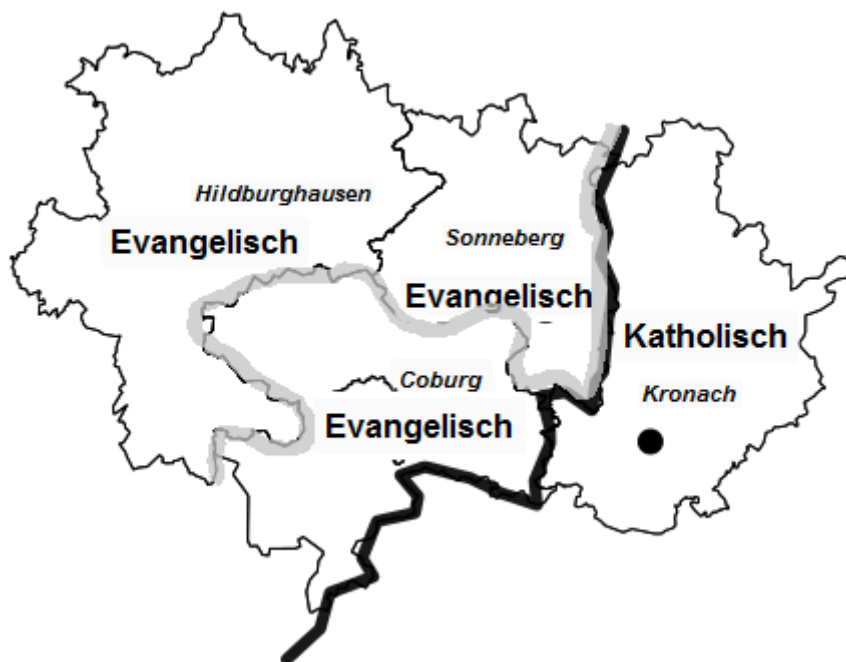 Hildburghausen
Evangelisch
Sonneberg
Evangelisch
Katholisch
Coburg
Kronach
Evangelisch